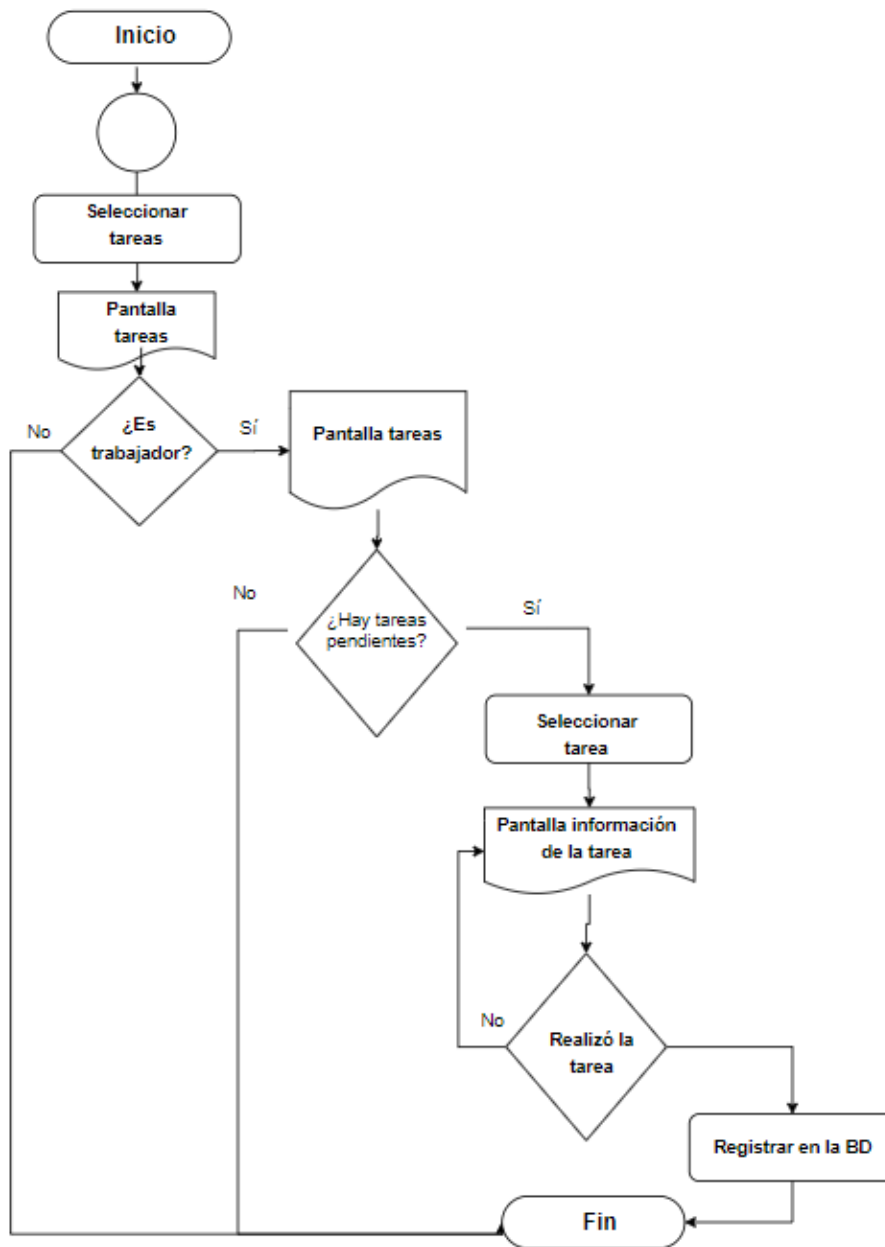 Inicio
Seleccionar
tareas
Pantalla
tareas
¿Es
trabajador?
No
Sí
Pantalla tareas
¿Hay tareas
pendientes?
No
Sí
Seleccionar
tarea
Pantalla información
de la tarea
Realizó la
tarea
No
Registrar en la BD
Fin